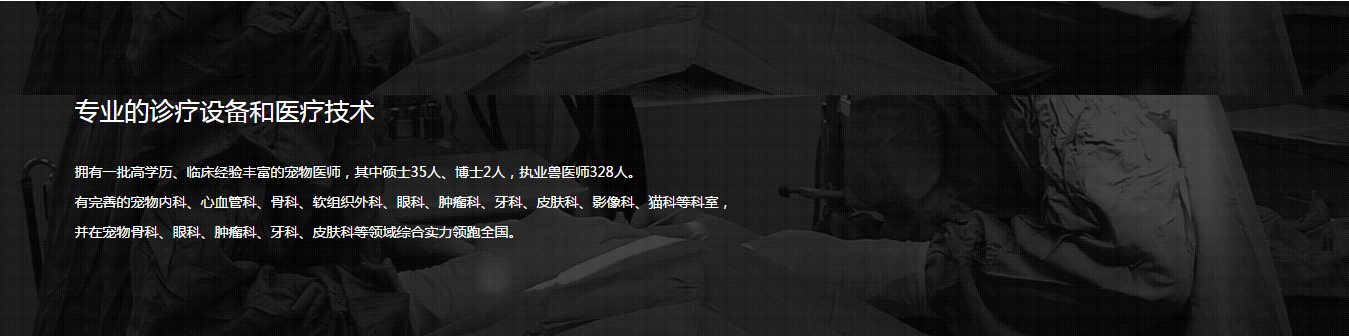 专业的诊疗设备和医疗技术
拥有一批高学历、临床经验丰富的宠物医师，其中硕士35人、博士2人，执业兽医师328人。
有完善的宠物内科、心血管科、骨科、软组织外科、眼科、肿瘤科、牙科、皮肤科、影像科、猫科等科室，
并在宠物骨科、眼科、肿瘤科、牙科、皮肤科等领域综合实力领跑全国。